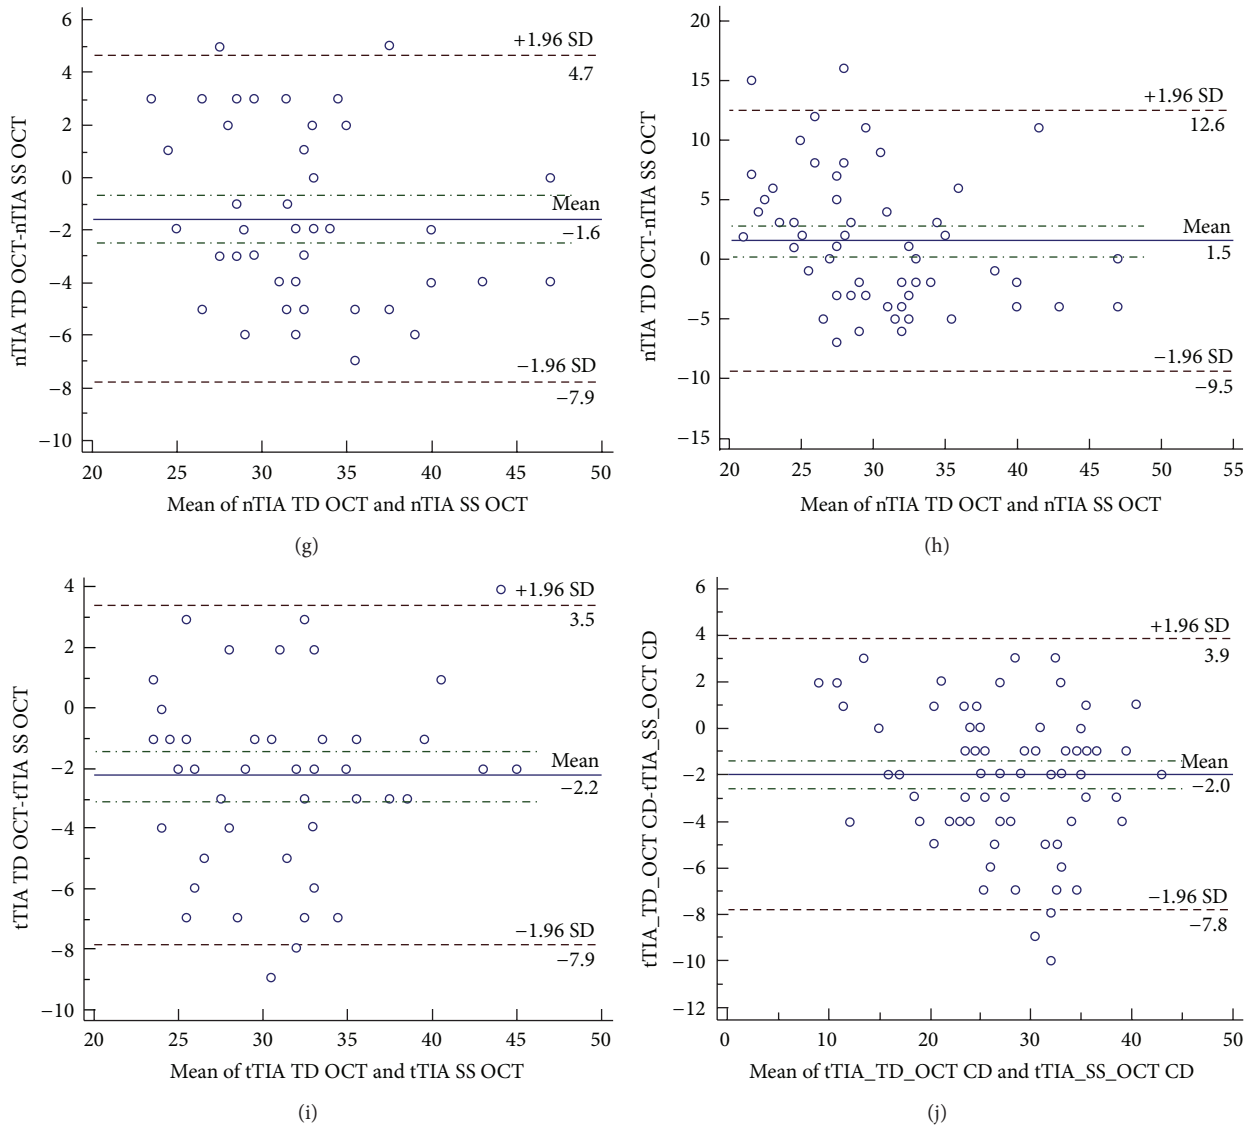 6
4
2
0
−2
−4
−6
−8
−10
nTIA TD OCT-nTIA SS OCT
+1.96 SD
4.7
Mean
−1.6
−1.96 SD
−7.9
20 25 30 35 40 45 50
Mean of nTIA TD OCT and nTIA SS OCT
(g)
20
15
10
5
0
−5
−10
−15
nTIA TD OCT-nTIA SS OCT
+1.96 SD
12.6
Mean
1.5
−1.96 SD
−9.5
20 25 30 35 40 45 50 55
Mean of nTIA TD OCT and nTIA SS OCT
(h)
4
2
0
−2
−4
−6
−8
−10
tTIA TD OCT-tTIA SS OCT
+1.96 SD
3.5
Mean
−2.2
−1.96 SD
−7.9
20 25 30 35 40 45 50
Mean of tTIA TD OCT and tTIA SS OCT
(i)
6
4
2
0
−2
−4
−6
−8
−10
−12
tTIA_TD_OCT CD-tTIA_SS_OCT CD
+1.96 SD
3.9
Mean
−2.0
−1.96 SD
−7.8
0 10 20 30 40 50
Mean of tTIA_TD_OCT CD and tTIA_SS_OCT CD
(j)